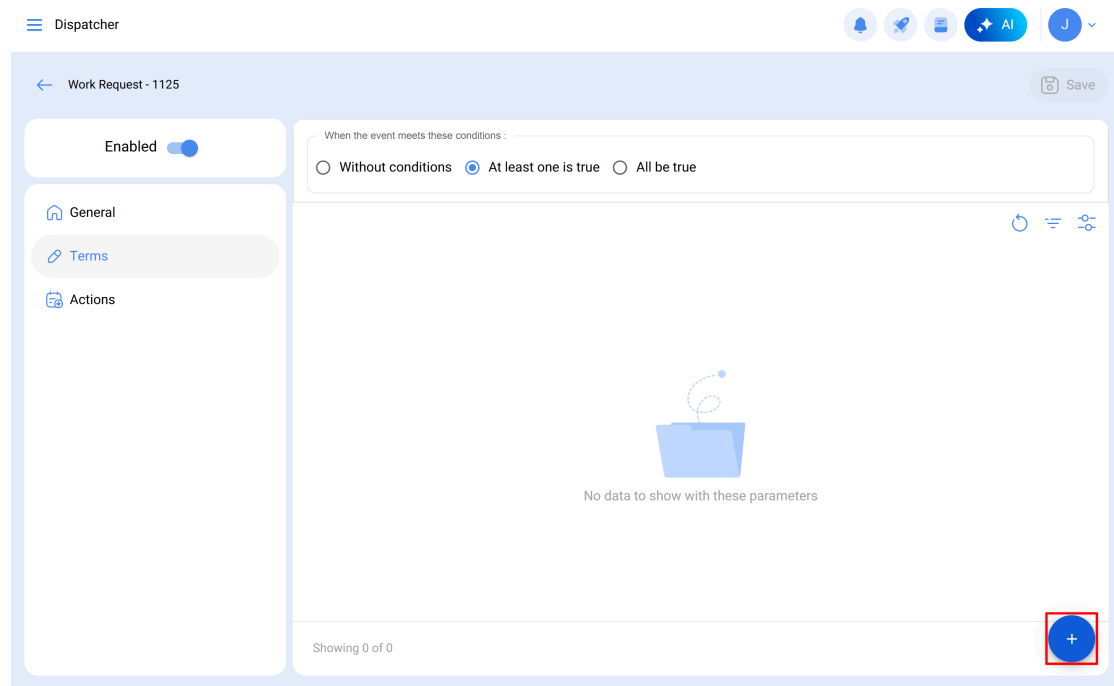 Dispatcher
AI
J
Work Request - 1125
Save
Enabled
General
Terms
Actions
When the event meets these conditions :
Without conditions
At least one is true
All be true
No data to show with these parameters
Showing 0 of 0
+